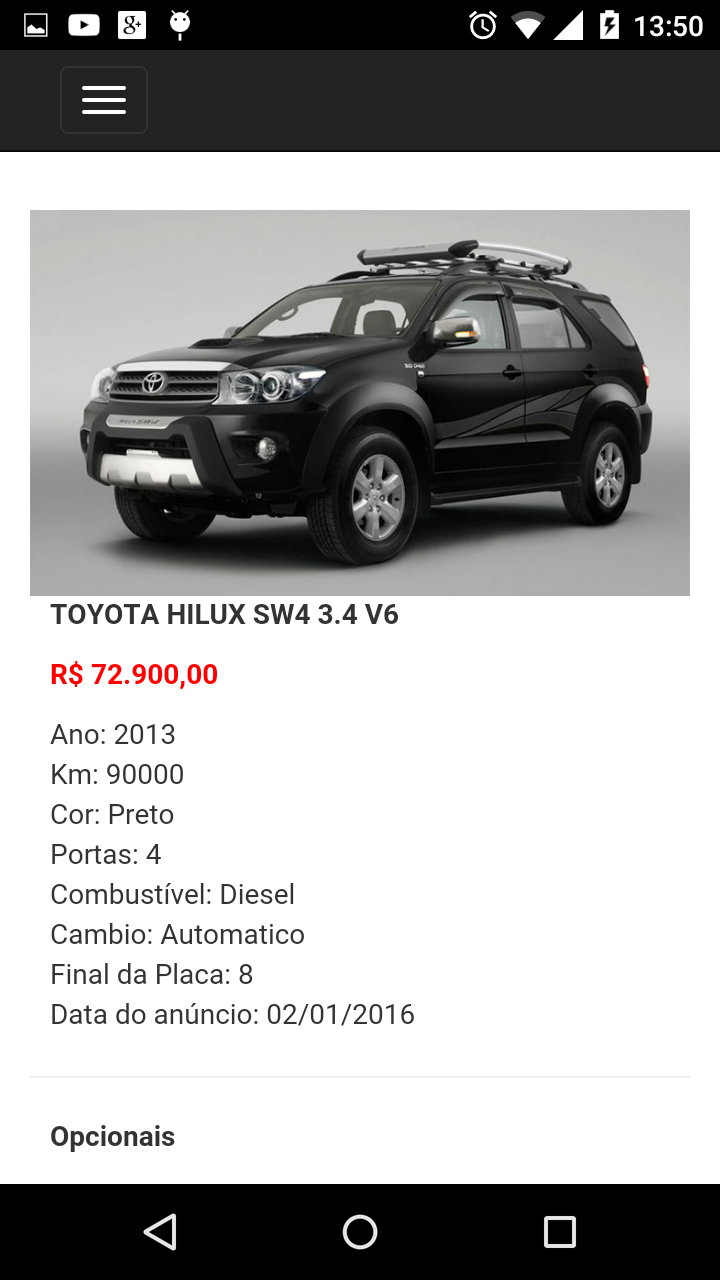 13:50
TOYOTA HILUX SW4 3.4 V6
R$ 72.900,00
Ano: 2013
Km: 90000
Cor: Preto
Portas: 4
Combustível: Diesel
Cambio: Automatico
Final da Placa: 8
Data do anúncio: 02/01/2016
Opcionais